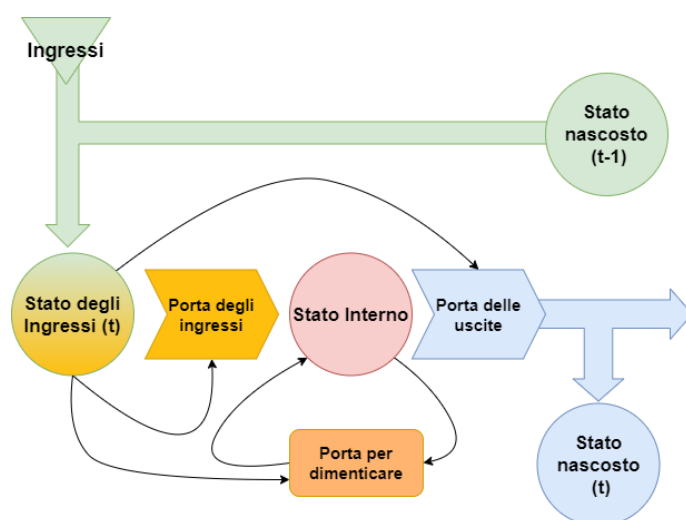 Ingressi
Stato
nascosto
(t-1)
Stato degli
Ingressi (t)
Porta degli
ingressi
Stato Interno
Porta delle
uscite
Porta per
dimenticare
Stato
nascosto
(t)